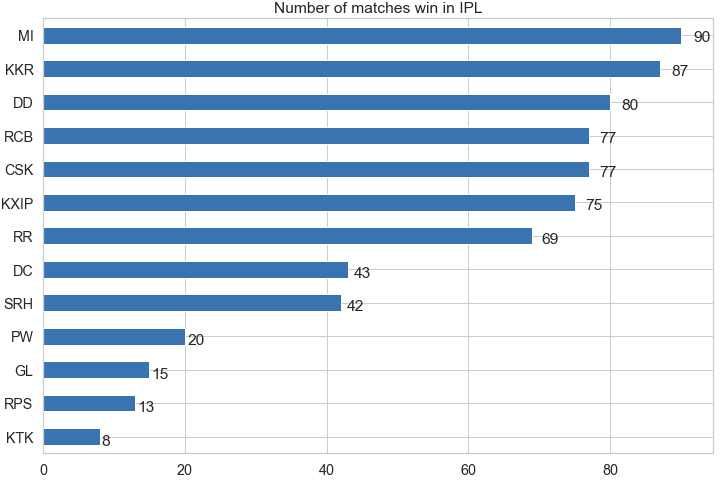 Number of matches win in IPL
MI 90
KKR 87
DD 80
RCB 77
CSK 77
KXIP 75
RR 69
DC 43
SRH 42
PW 20
GL 15
RPS 13
KTK 8
0 20 40 60 80